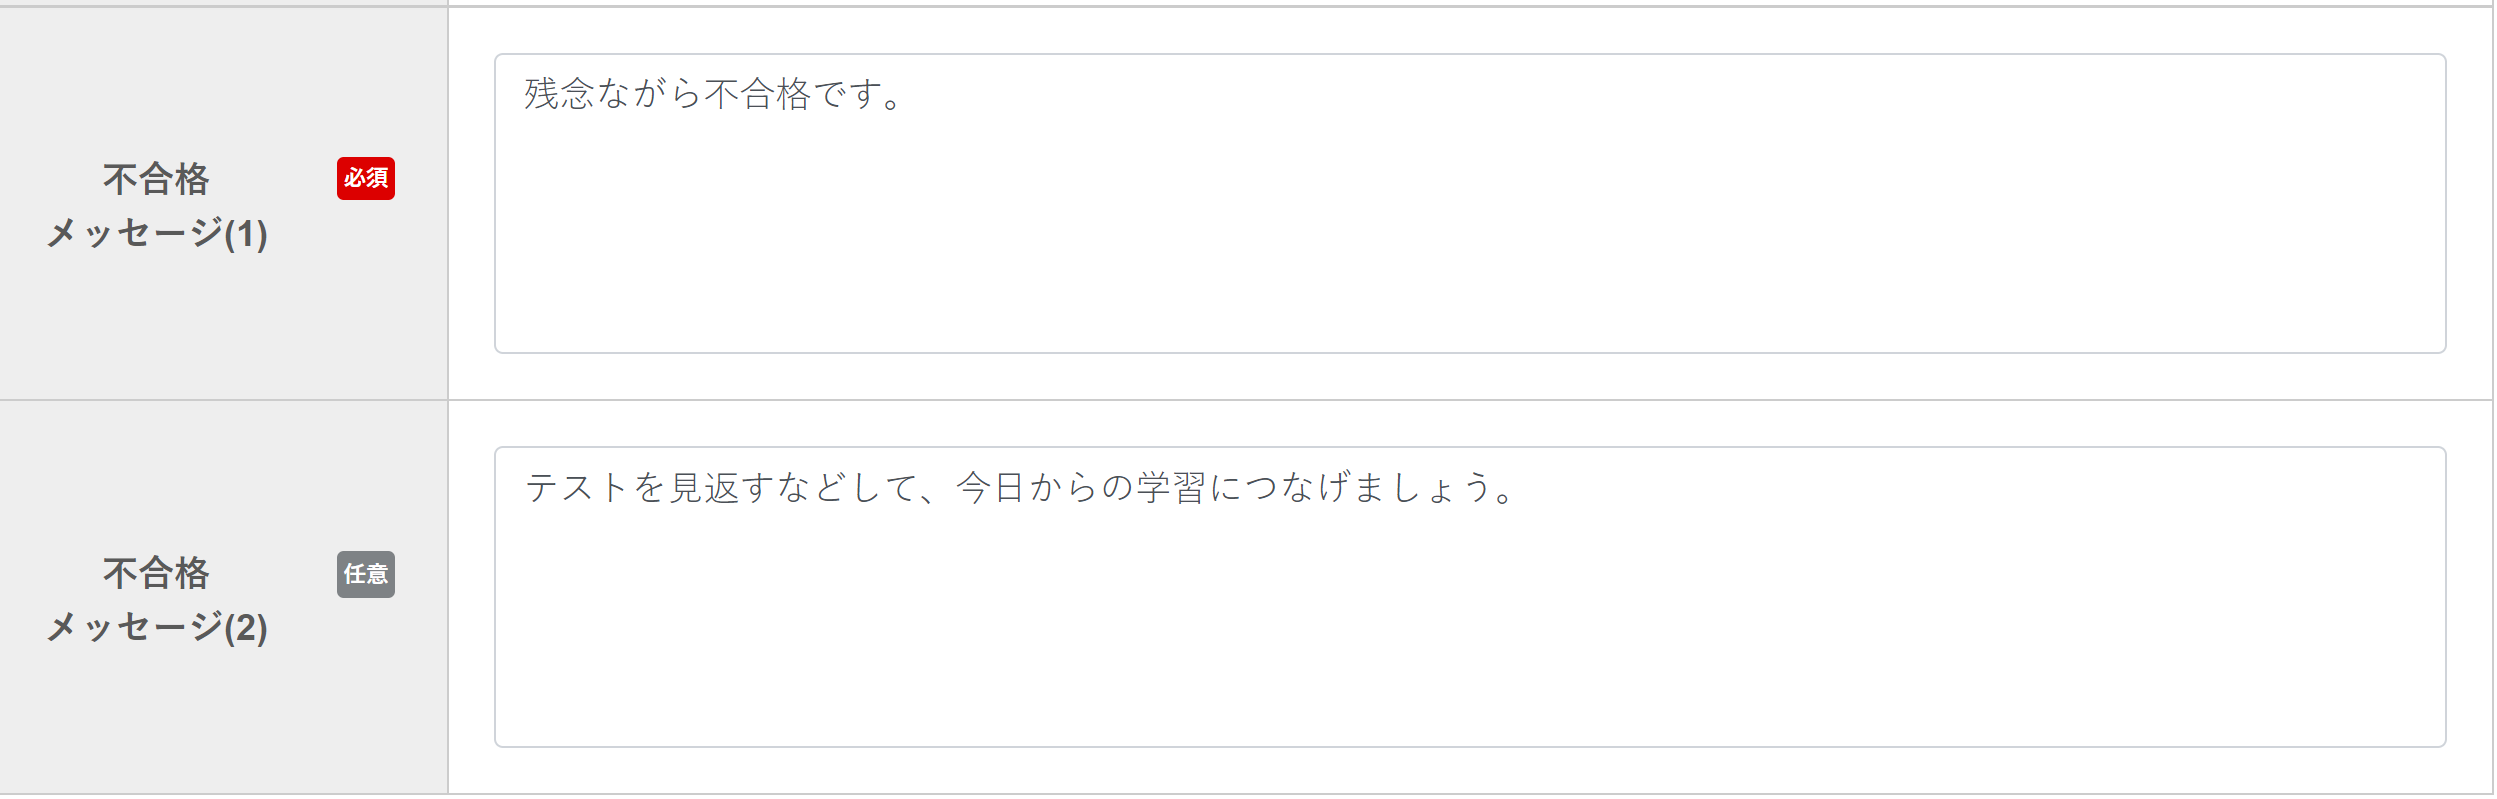 不合格
メッセージ(1)
必須
残念ながら不合格です。
不合格
メッセージ(2)
任意
テストを見返すなどして、今日からの学習につなげましょう。